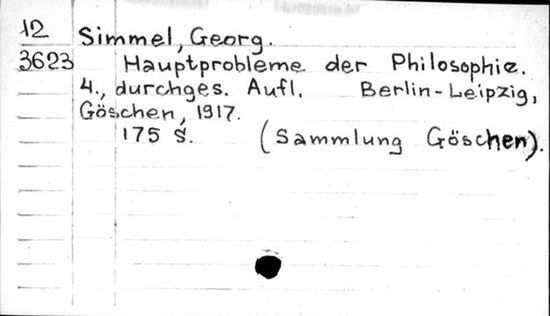 12 Simmel, Georg.
3623 Hauptprobleme der Philosophie.
4., durchges. Aufl. Berlin-Leipzig,
Göschen, 1917.
175 S. (Sammlung Göschen).